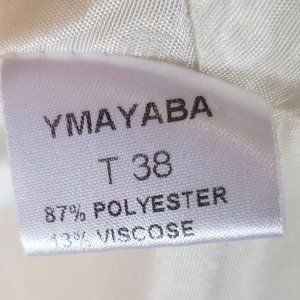 YMAYABA
T 38
87% POLYESTER
13% VISCOSE